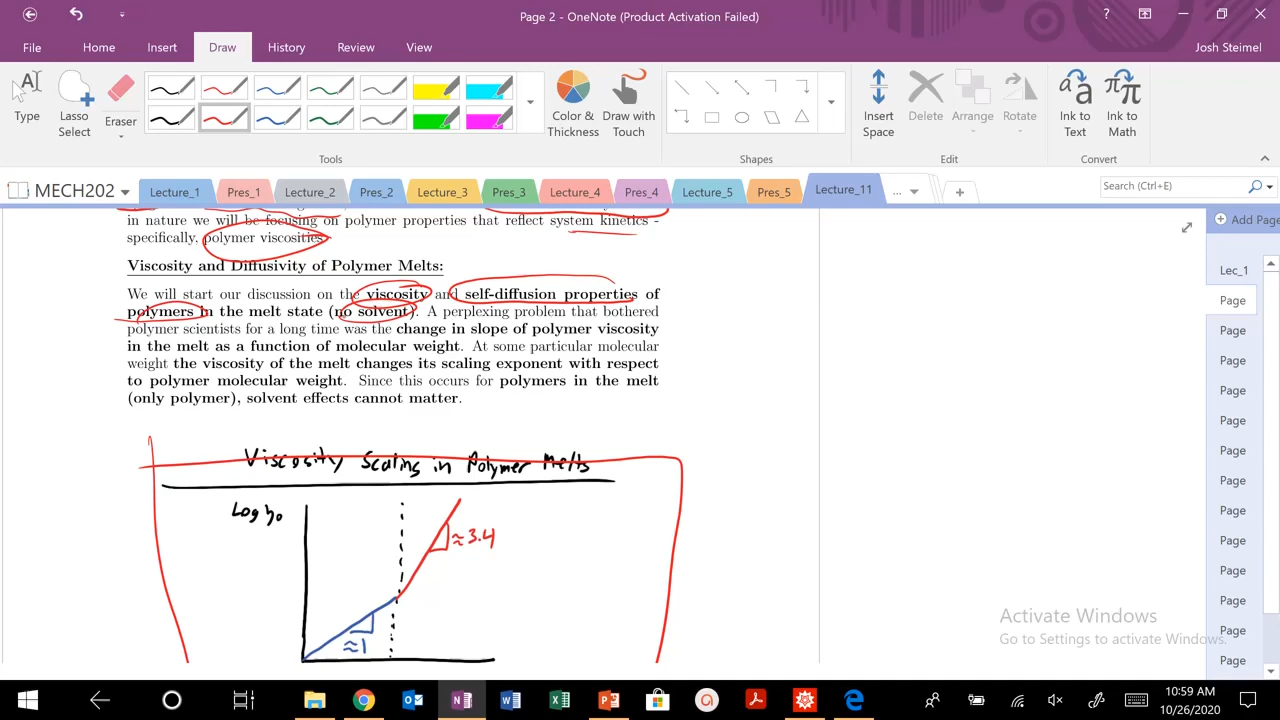 Page 2 - OneNote (Product Activation Failed)
File Home Insert Draw History Review View Josh Steimel
Type Lasso Select Eraser Color & Thickness Draw with Touch Insert Space Delete Arrange Rotate Ink to Text Ink to Math
Tools Shapes Edit Convert
MECH202 Lecture_1 Pres_1 Lecture_2 Pres_2 Lecture_3 Pres_3 Lecture_4 Pres_4 Lecture_5 Pres_5 Lecture_11 ... Search (Ctrl+E)
in nature we will be focusing on polymer properties that reflect system kinetics -
specifically, polymer viscosities
Viscosity and Diffusivity of Polymer Melts:
We will start our discussion on the viscosity and self-diffusion properties of
polymers in the melt state (no solvent). A perplexing problem that bothered
polymer scientists for a long time was the change in slope of polymer viscosity
in the melt as a function of molecular weight. At some particular molecular
weight the viscosity of the melt changes its scaling exponent with respect
to polymer molecular weight. Since this occurs for polymers in the melt
(only polymer), solvent effects cannot matter.
Viscosity Scaling in Polymer Melts
Log η₀
≈3.4
≈1
Add Page
Lec_1
Page
Page
Page
Page
Page
Page
Page
Page
Page
Page
Page
Page
Page
Activate Windows
Go to Settings to activate Windows.
10:59 AM
10/26/2020